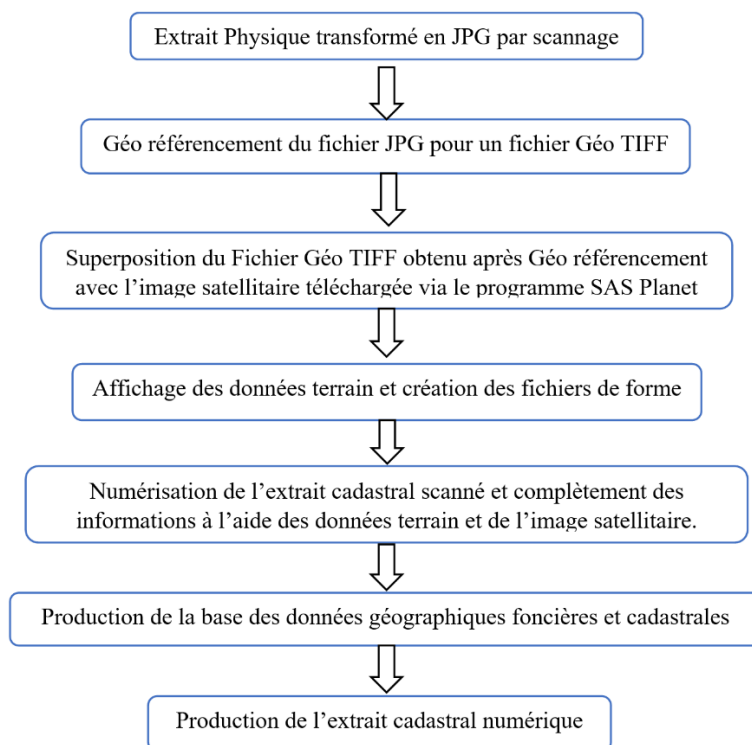 Extrait Physique transformé en JPG par scannage
Géo référencement du fichier JPG pour un fichier Géo TIFF
Superposition du Fichier Géo TIFF obtenu après Géo référencement
avec l’image satellitaire téléchargée via le programme SAS Planet
Affichage des données terrain et création des fichiers de forme
Numérisation de l’extrait cadastral scanné et complètement des
informations à l’aide des données terrain et de l’image satellitaire.
Production de la base des données géographiques foncières et cadastrales
Production de l’extrait cadastral numérique